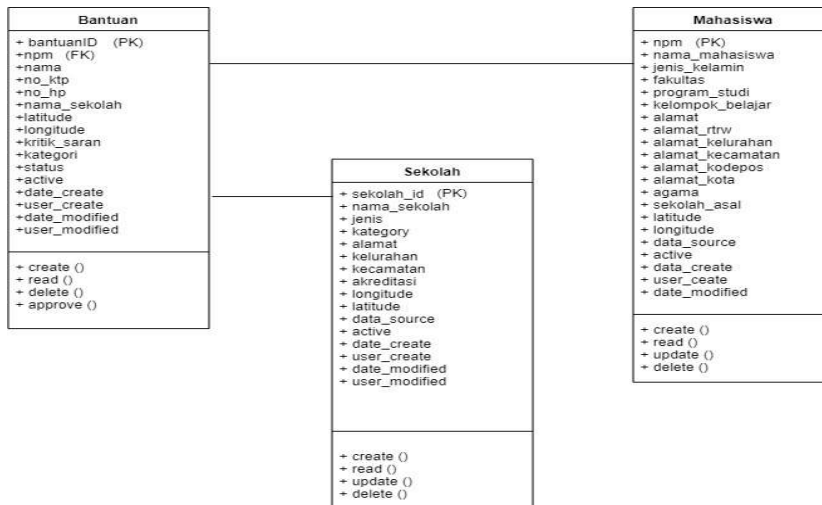 Bantuan
+ bantuanID (PK)
+npm (FK)
+nama
+no_ktp
+no_hp
+nama_sekolah
+latitude
+longitude
+kritik_saran
+kategori
+status
+active
+date_create
+user_create
+date_modified
+user_modified
+ create ()
+ read ()
+ delete ()
+ approve ()
Sekolah
+ sekolah_id (PK)
+ nama_sekolah
+ jenis
+ kategory
+ alamat
+ kelurahan
+ kecamatan
+ akreditasi
+ longitude
+ latitude
+ data_source
+ active
+ date_create
+ user_create
+ date_modified
+ user_modified
+ create ()
+ read ()
+ update ()
+ delete ()
Mahasiswa
+ npm (PK)
+ nama_mahasiswa
+ jenis_kelamin
+ fakultas
+ program_studi
+ kelompok_belajar
+ alamat
+ alamat_rtrw
+ alamat_kelurahan
+ alamat_kecamatan
+ alamat_kodepos
+ alamat_kota
+ agama
+ sekolah_asal
+ latitude
+ longitude
+ data_source
+ active
+ data_create
+ user_ceate
+ date_modified
+ create ()
+ read ()
+ update ()
+ delete ()